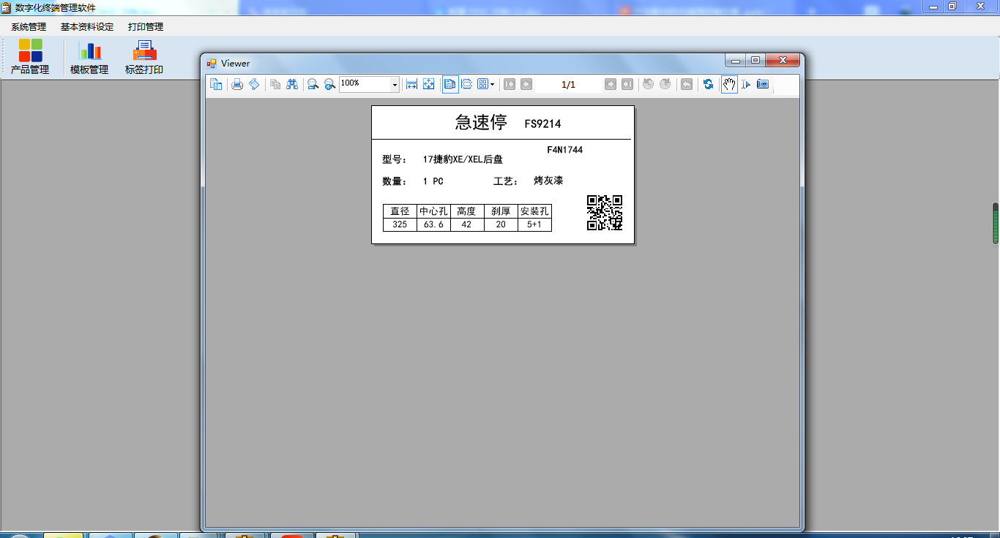 数字化终端管理软件
系统管理 基本资料设定 打印管理
产品管理 模板管理 标签打印
Viewer
100% 1/1
急速停 FS9214
F4N1744
型号： 17捷豹XE/XEL后盘
数量： 1 PC 工艺： 烤灰漆
直径 中心孔 高度 刹厚 安装孔
325 63.6 42 20 5+1